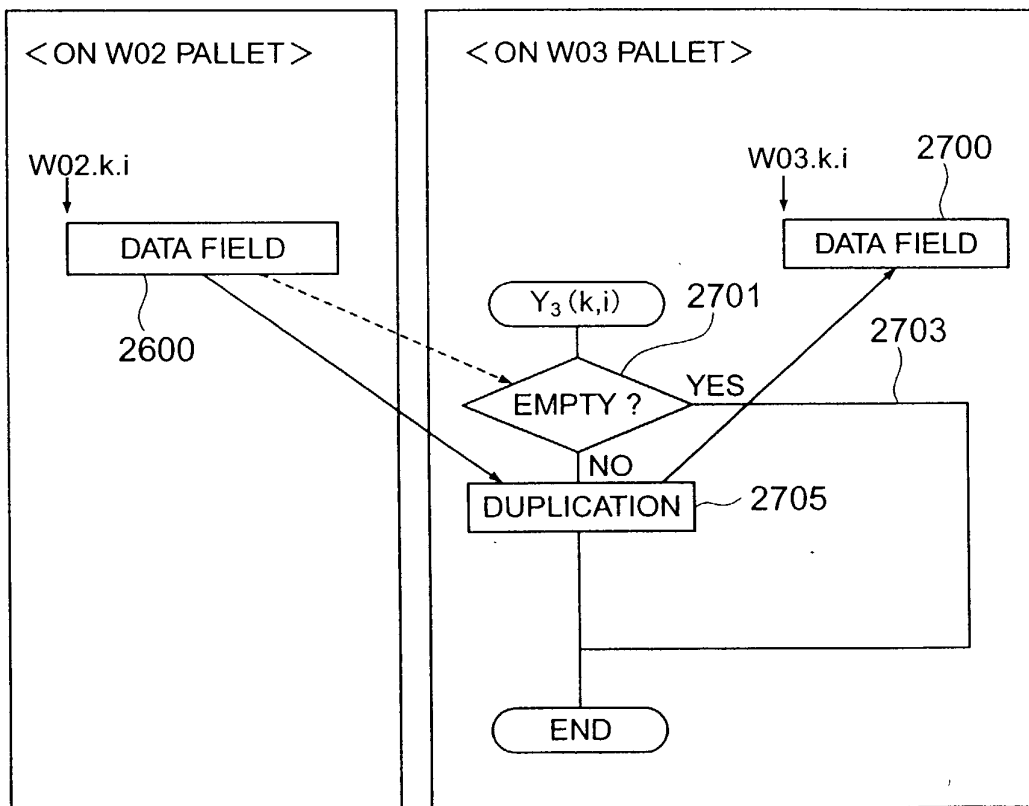 <ON W02 PALLET>
W02.k.i
DATA FIELD
2600
<ON W03 PALLET>
W03.k.i
2700
DATA FIELD
Y3 (k,i)
2701
2703
EMPTY ?
YES
NO
DUPLICATION
2705
END